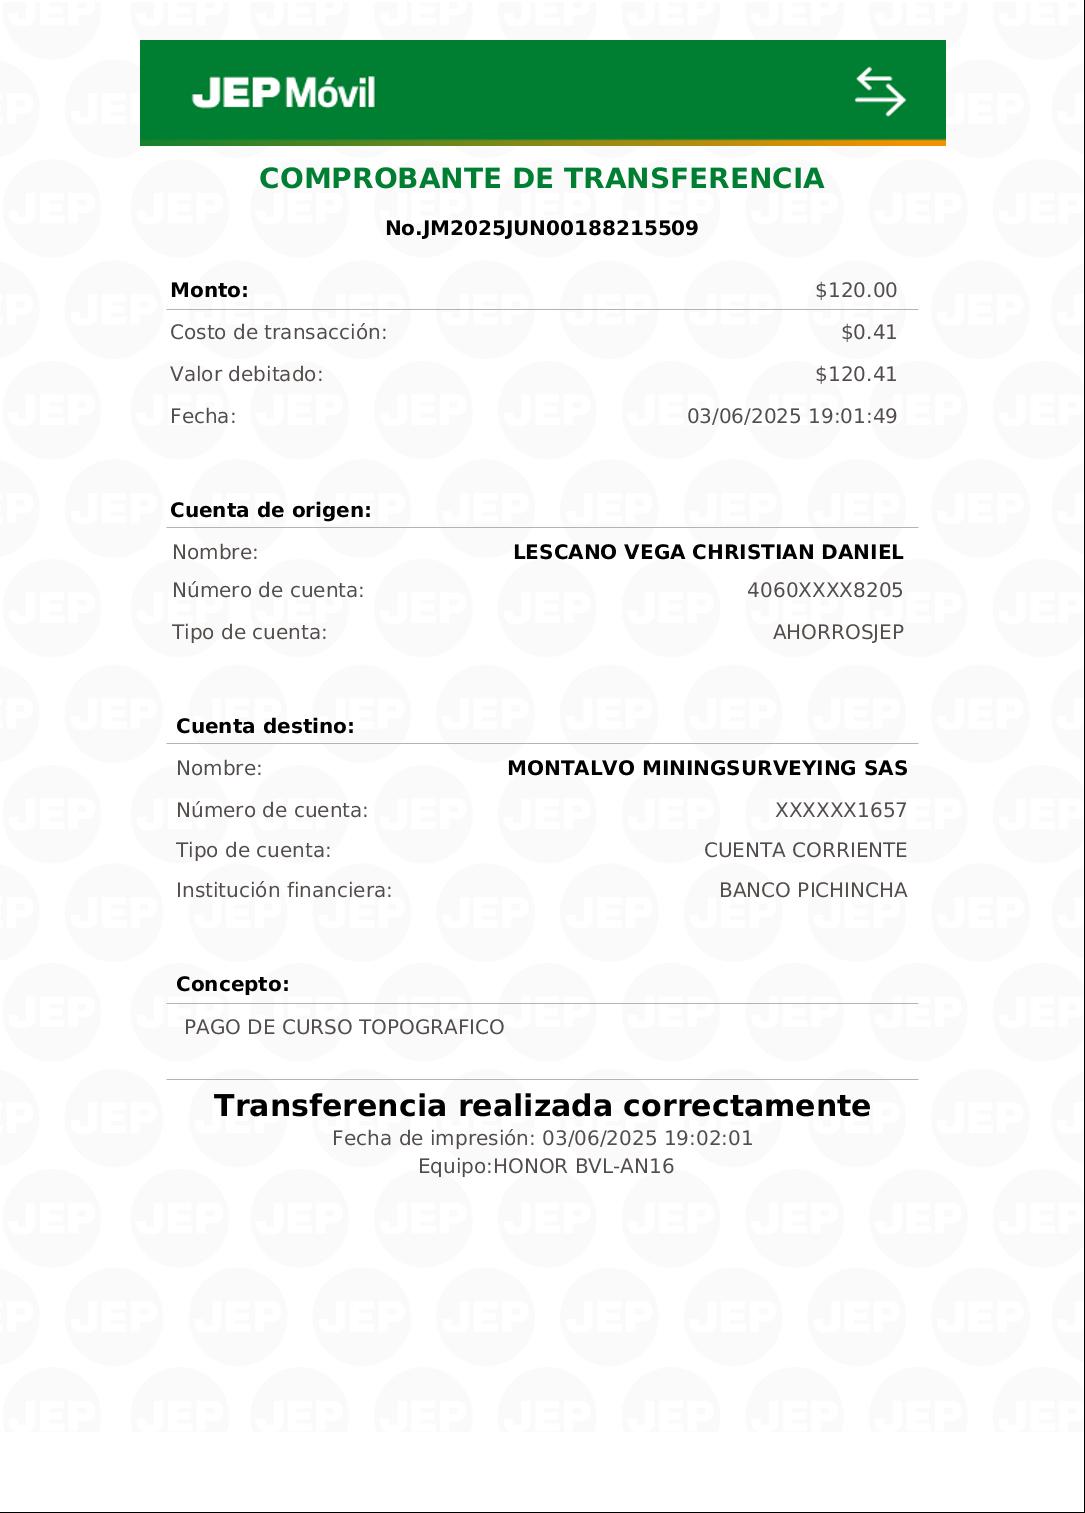 JEP Móvil
COMPROBANTE DE TRANSFERENCIA
No.JM2025JUN00188215509
Monto: $120.00
Costo de transacción: $0.41
Valor debitado: $120.41
Fecha: 03/06/2025 19:01:49
Cuenta de origen:
Nombre: LESCANO VEGA CHRISTIAN DANIEL
Número de cuenta: 4060XXXX8205
Tipo de cuenta: AHORROSJEP
Cuenta destino:
Nombre: MONTALVO MININGSURVEYING SAS
Número de cuenta: XXXXXX1657
Tipo de cuenta: CUENTA CORRIENTE
Institución financiera: BANCO PICHINCHA
Concepto:
PAGO DE CURSO TOPOGRAFICO
Transferencia realizada correctamente
Fecha de impresión: 03/06/2025 19:02:01
Equipo:HONOR BVL-AN16